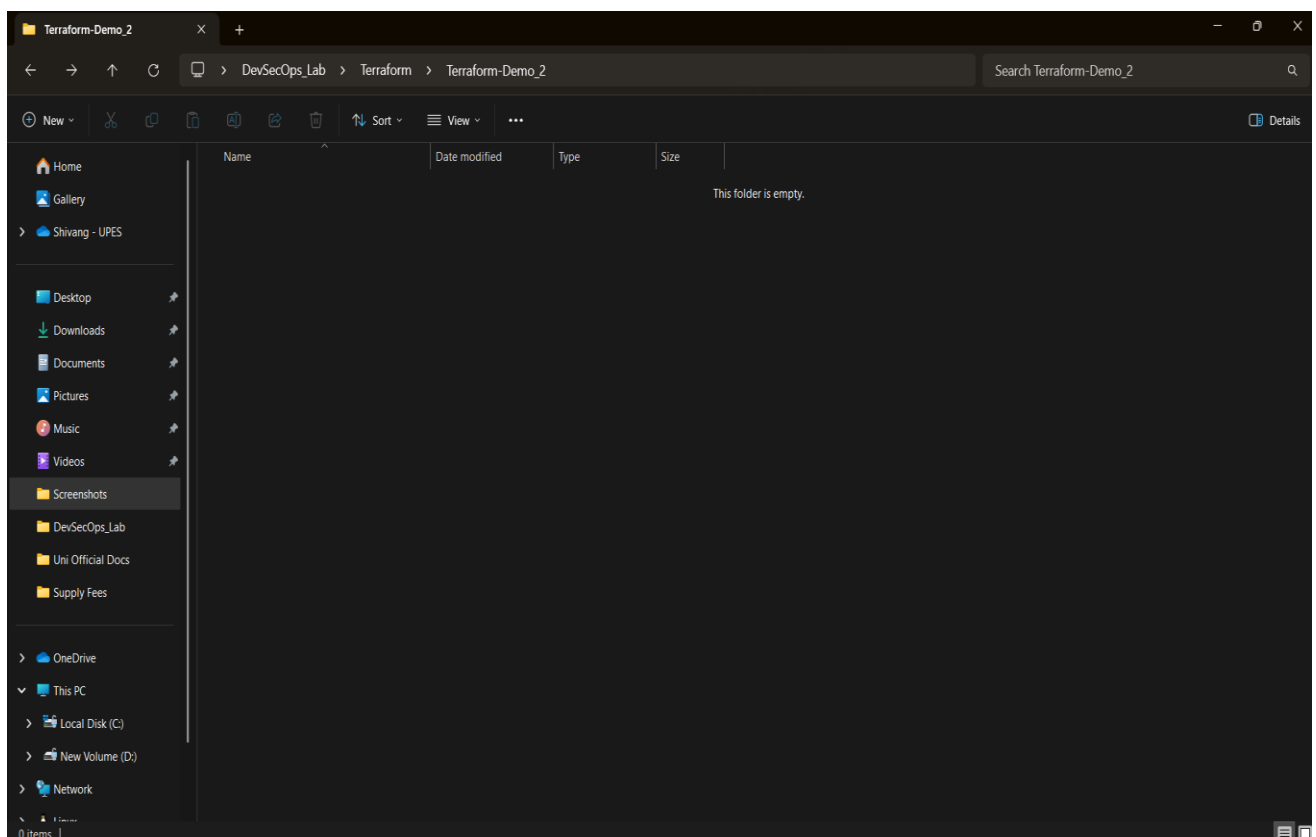 Terraform-Demo_2
DevSecOps_Lab > Terraform > Terraform-Demo_2
Search Terraform-Demo_2
New
Sort
View
Details
Name
Date modified
Type
Size
This folder is empty.
Home
Gallery
Shivang - UPES
Desktop
Downloads
Documents
Pictures
Music
Videos
Screenshots
DevSecOps_Lab
Uni Official Docs
Supply Fees
OneDrive
This PC
Local Disk (C:)
New Volume (D:)
Network
Linux
0 items